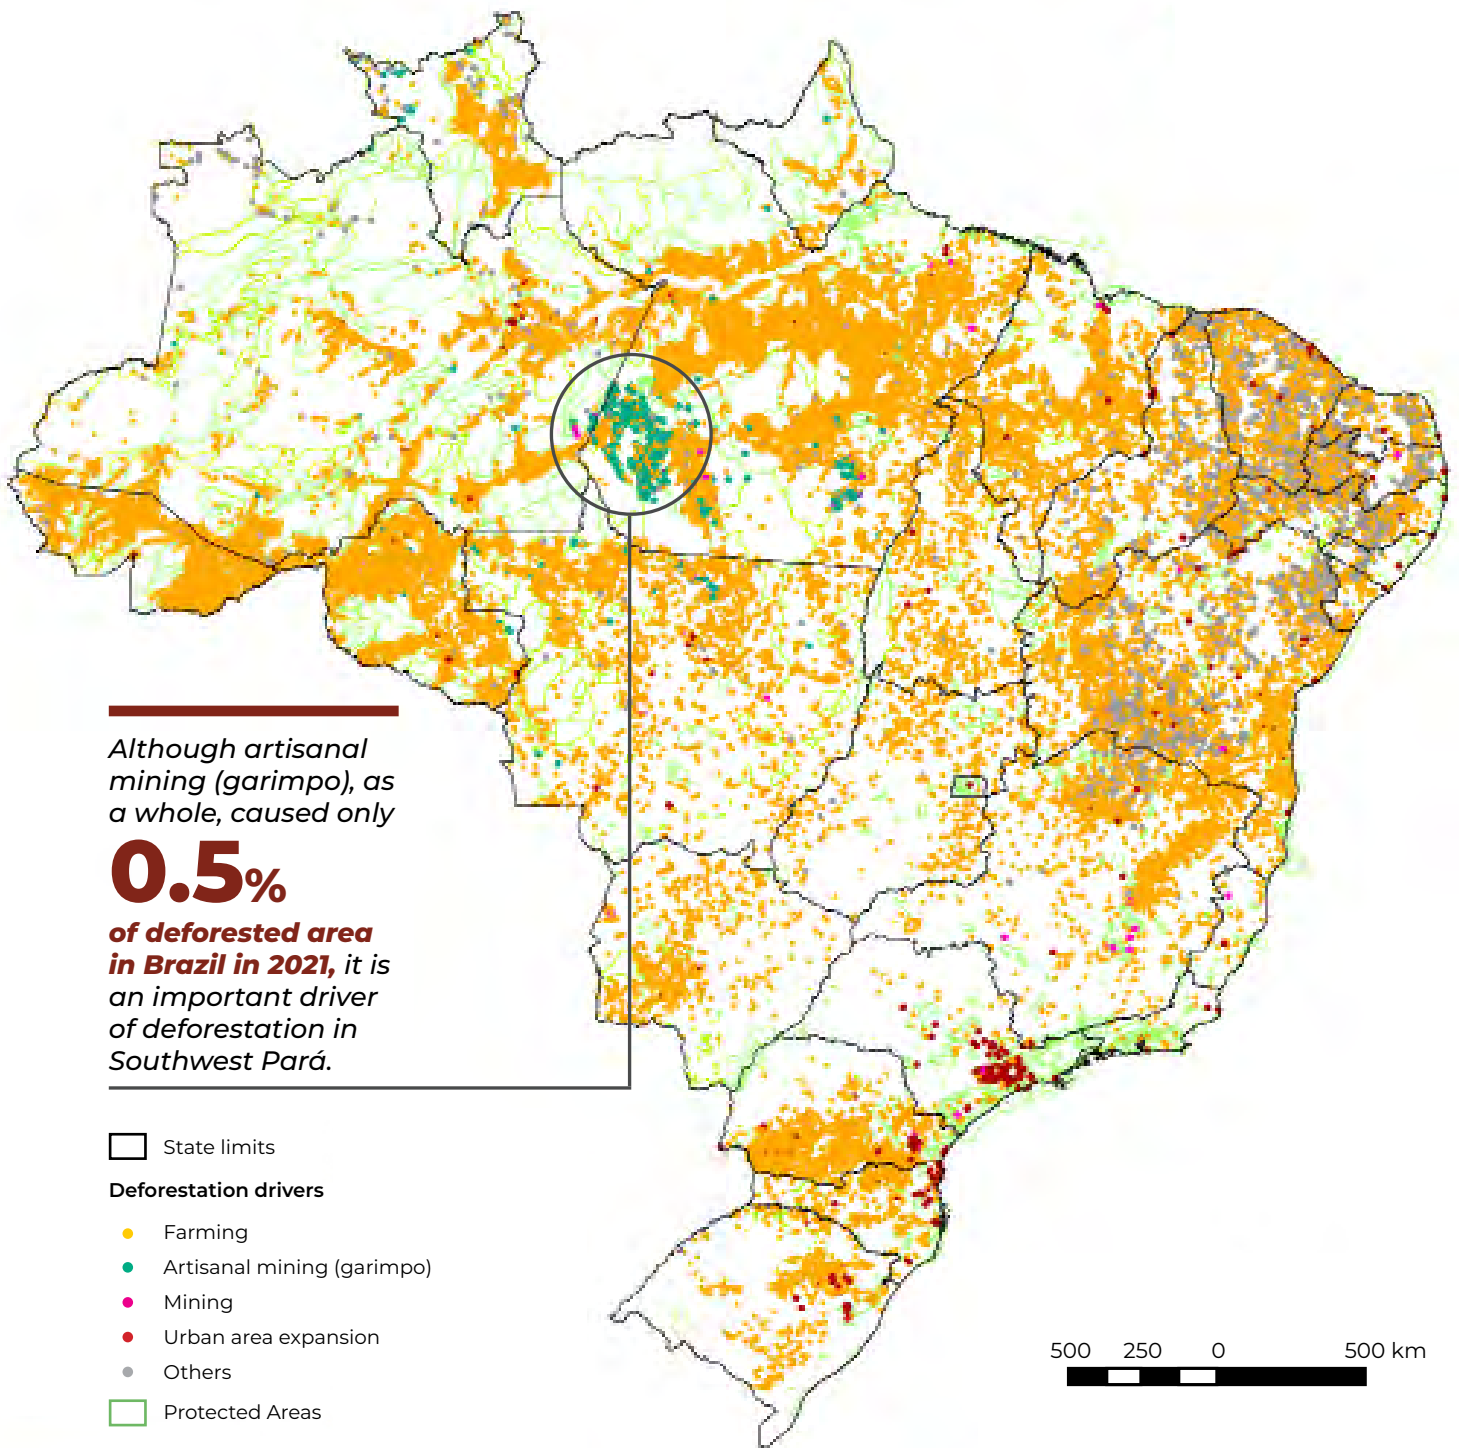 Although artisanal
mining (garimpo), as
a whole, caused only
0.5%
of deforested area
in Brazil in 2021, it is
an important driver
of deforestation in
Southwest Pará.
State limits
Deforestation drivers
Farming
Artisanal mining (garimpo)
Mining
Urban area expansion
Others
Protected Areas
500 250 0 500 km